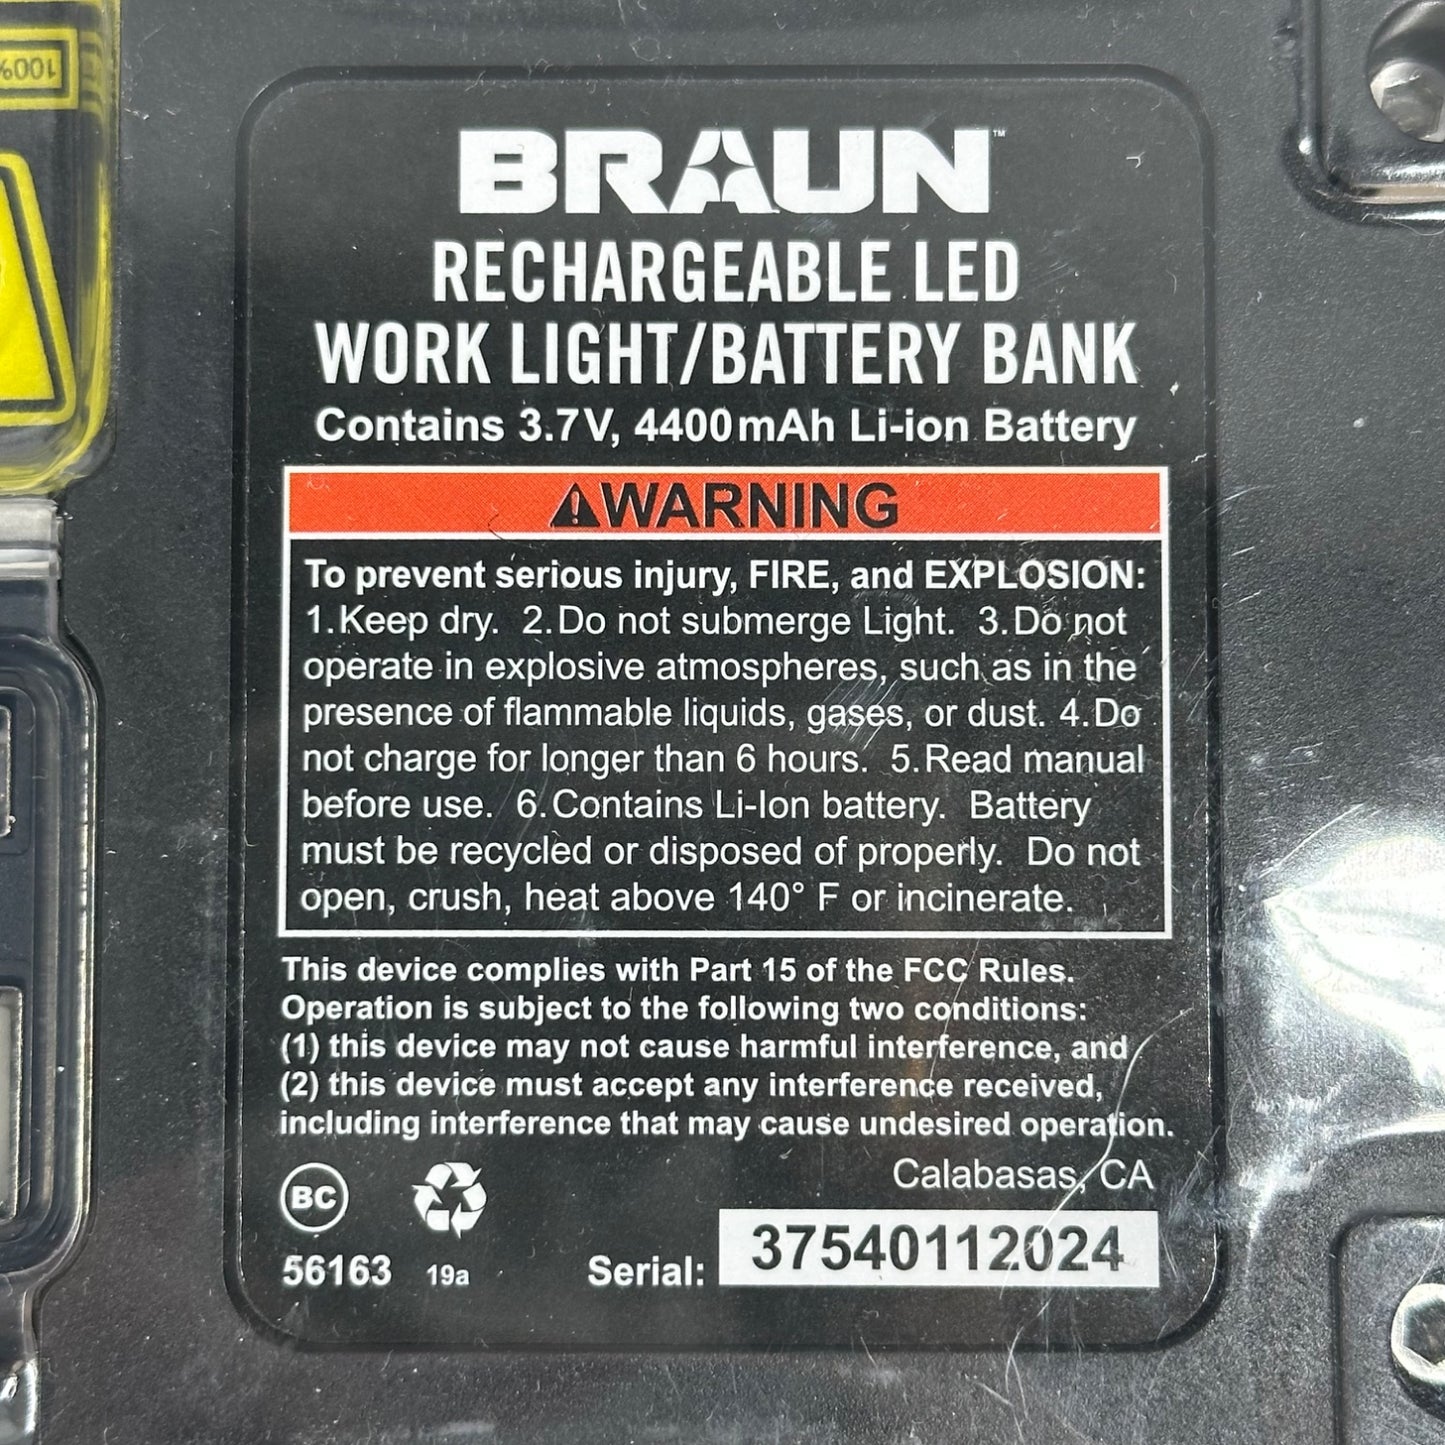 100%
BRAUN™
RECHARGEABLE LED
WORK LIGHT/BATTERY BANK
Contains 3.7V, 4400mAh Li-ion Battery
WARNING
To prevent serious injury, FIRE, and EXPLOSION:
1.Keep dry. 2.Do not submerge Light. 3.Do not
operate in explosive atmospheres, such as in the
presence of flammable liquids, gases, or dust. 4.Do
not charge for longer than 6 hours. 5.Read manual
before use. 6.Contains Li-Ion battery. Battery
must be recycled or disposed of properly. Do not
open, crush, heat above 140° F or incinerate.
This device complies with Part 15 of the FCC Rules.
Operation is subject to the following two conditions:
(1) this device may not cause harmful interference, and
(2) this device must accept any interference received,
including interference that may cause undesired operation.
Calabasas, CA
BC
56163 19a Serial: 37540112024